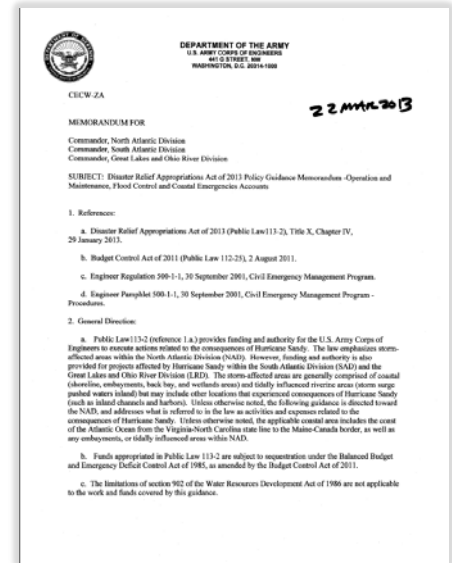 DEPARTMENT OF THE ARMY
U.S. ARMY CORPS OF ENGINEERS
441 G STREET, NW
WASHINGTON, D.C. 20314-1000
CECW-ZA
22 MAR 2013
MEMORANDUM FOR
Commander, North Atlantic Division
Commander, South Atlantic Division
Commander, Great Lakes and Ohio River Division
SUBJECT: Disaster Relief Appropriations Act of 2013 Policy Guidance Memorandum -Operation and
Maintenance, Flood Control and Coastal Emergencies Accounts
1. References:
a. Disaster Relief Appropriations Act of 2013 (Public Law113-2), Title X, Chapter IV,
29 January 2013.
b. Budget Control Act of 2011 (Public Law 112-25), 2 August 2011.
c. Engineer Regulation 500-1-1, 30 September 2001, Civil Emergency Management Program.
d. Engineer Pamphlet 500-1-1, 30 September 2001, Civil Emergency Management Program -
Procedures.
2. General Direction:
a. Public Law113-2 (reference 1.a.) provides funding and authority for the U.S. Army Corps of
Engineers to execute actions related to the consequences of Hurricane Sandy. The law emphasizes storm-
affected areas within the North Atlantic Division (NAD). However, funding and authority is also
provided for projects affected by Hurricane Sandy within the South Atlantic Division (SAD) and the
Great Lakes and Ohio River Division (LRD). The storm-affected areas are generally comprised of coastal
(shoreline, embayments, back bay, and wetlands areas) and tidally influenced riverine areas (storm surge
pushed waters inland) but may include other locations that experienced consequences of Hurricane Sandy
(such as inland channels and harbors). Unless otherwise noted, the following guidance is directed toward
the NAD, and addresses what is referred to in the law as activities and expenses related to the
consequences of Hurricane Sandy. Unless otherwise noted, the applicable coastal area includes the coast
of the Atlantic Ocean from the Virginia-North Carolina state line to the Maine-Canada border, as well as
any embayments, or tidally influenced areas within NAD.
b. Funds appropriated in Public Law 113-2 are subject to sequestration under the Balanced Budget
and Emergency Deficit Control Act of 1985, as amended by the Budget Control Act of 2011.
c. The limitations of section 902 of the Water Resources Development Act of 1986 are not applicable
to the work and funds covered by this guidance.